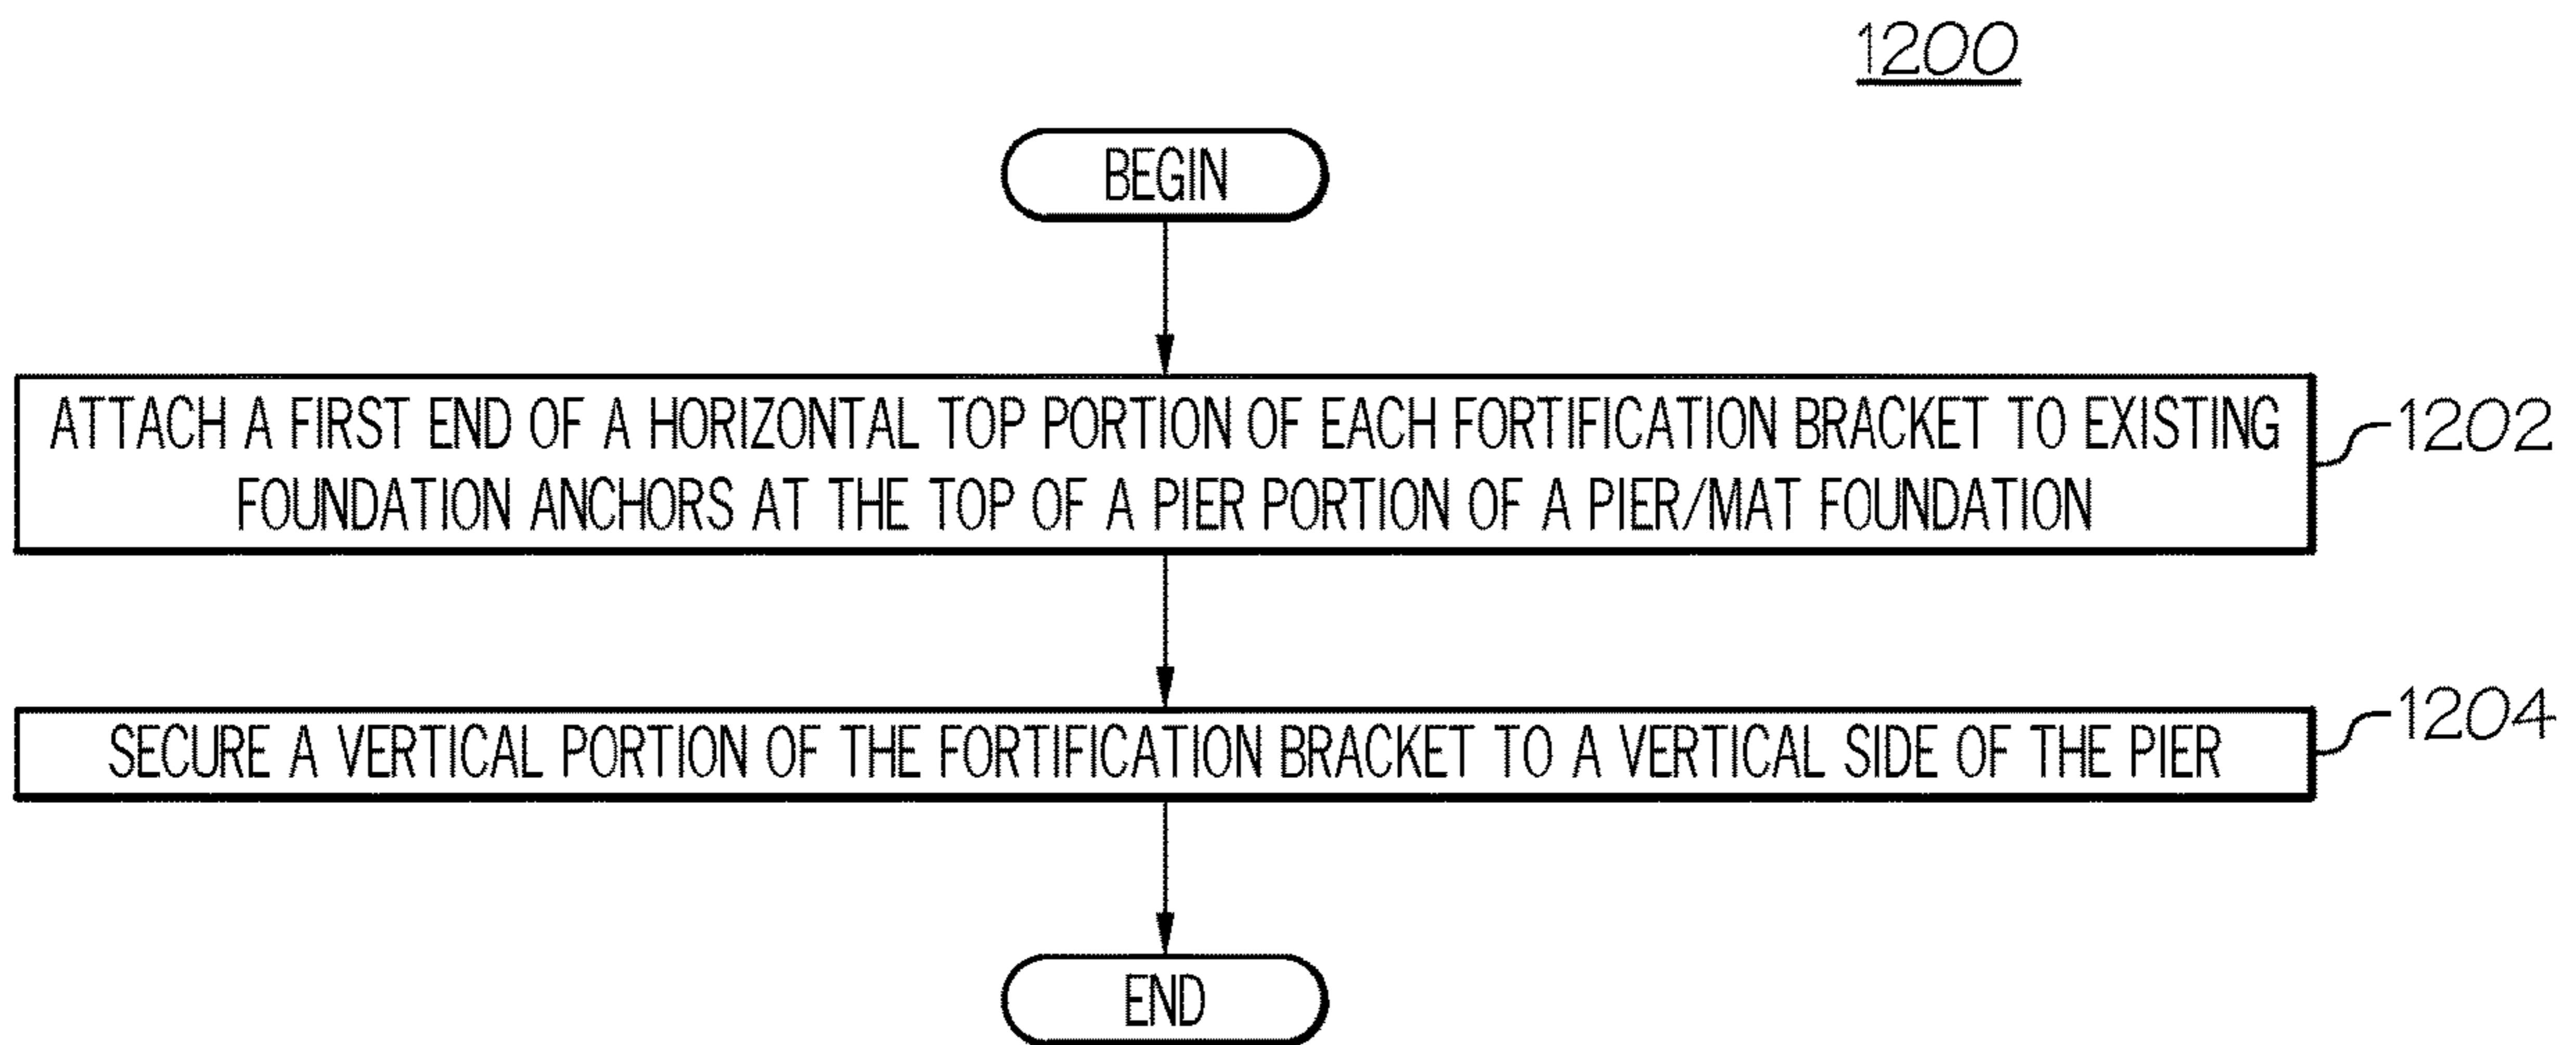 1200
BEGIN
ATTACH A FIRST END OF A HORIZONTAL TOP PORTION OF EACH FORTIFICATION BRACKET TO EXISTING
FOUNDATION ANCHORS AT THE TOP OF A PIER PORTION OF A PIER/MAT FOUNDATION
1202
SECURE A VERTICAL PORTION OF THE FORTIFICATION BRACKET TO A VERTICAL SIDE OF THE PIER
1204
END